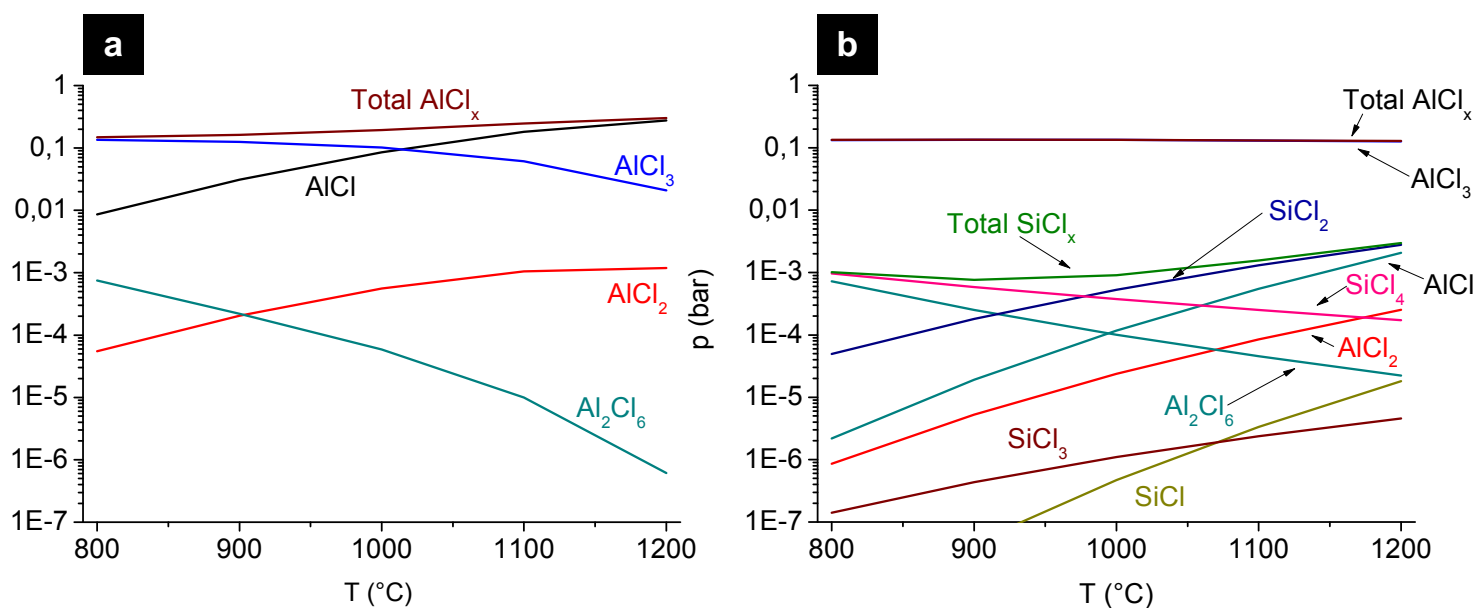 a
1
0,1
0,01
1E-3
1E-4
1E-5
1E-6
1E-7
800
900
1000
1100
1200
T (°C)
Total AlClₓ
AlCl₃
AlCl
AlCl₂
Al₂Cl₆
b
p (bar)
1
0,1
0,01
1E-3
1E-4
1E-5
1E-6
1E-7
800
900
1000
1100
1200
T (°C)
Total AlClₓ
AlCl₃
SiCl₂
Total SiClₓ
AlCl
SiCl₄
AlCl₂
Al₂Cl₆
SiCl₃
SiCl